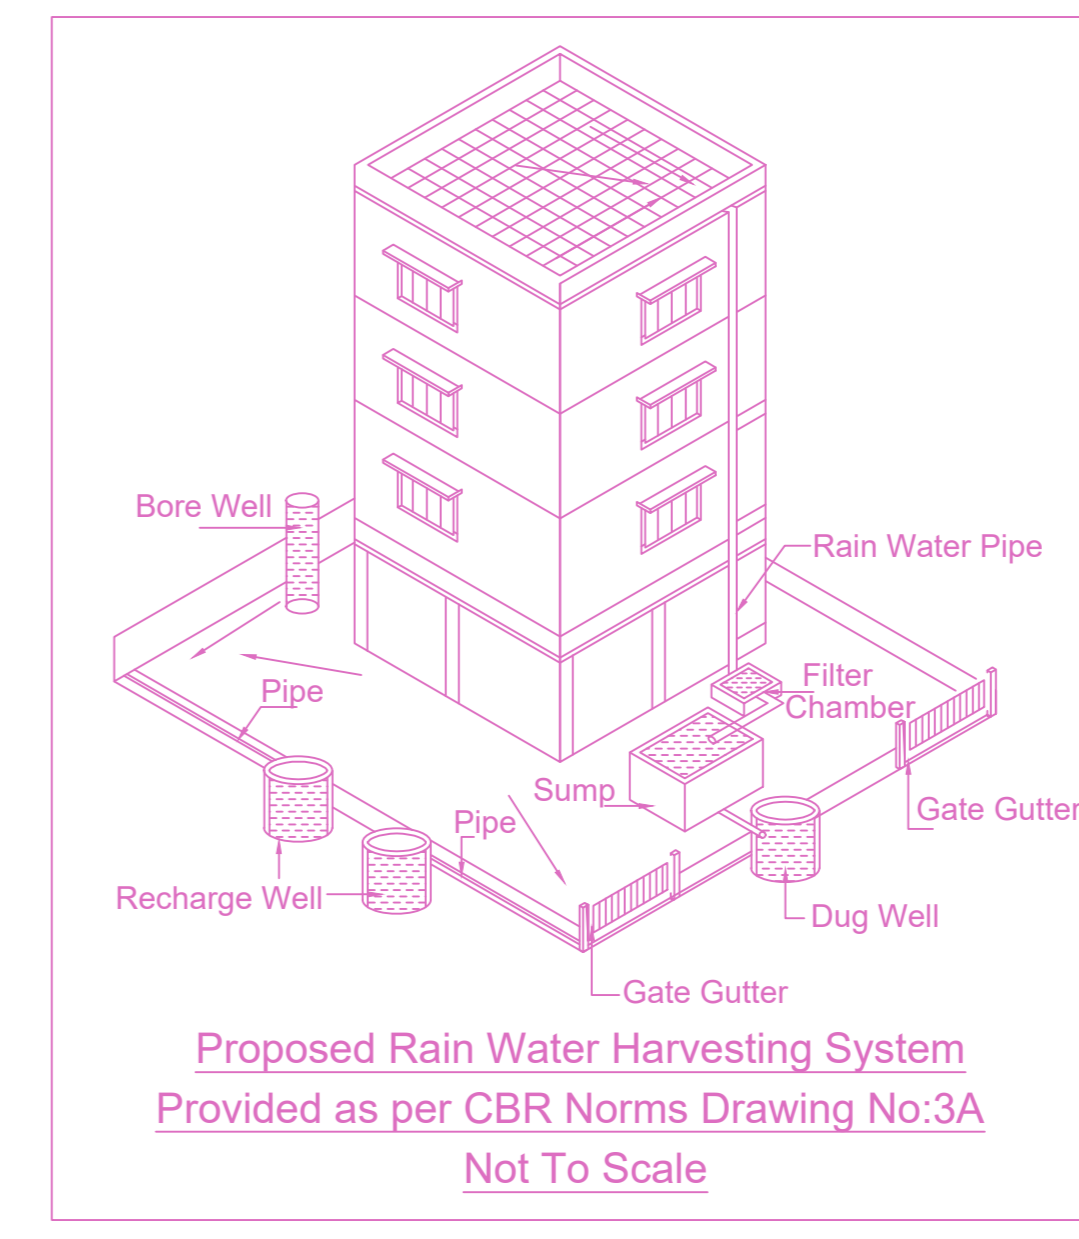 Bore Well
Rain Water Pipe
Filter
Chamber
Pipe
Sump
Gate Gutter
Pipe
Recharge Well
Dug Well
Gate Gutter
Proposed Rain Water Harvesting System
Provided as per CBR Norms Drawing No:3A
Not To Scale